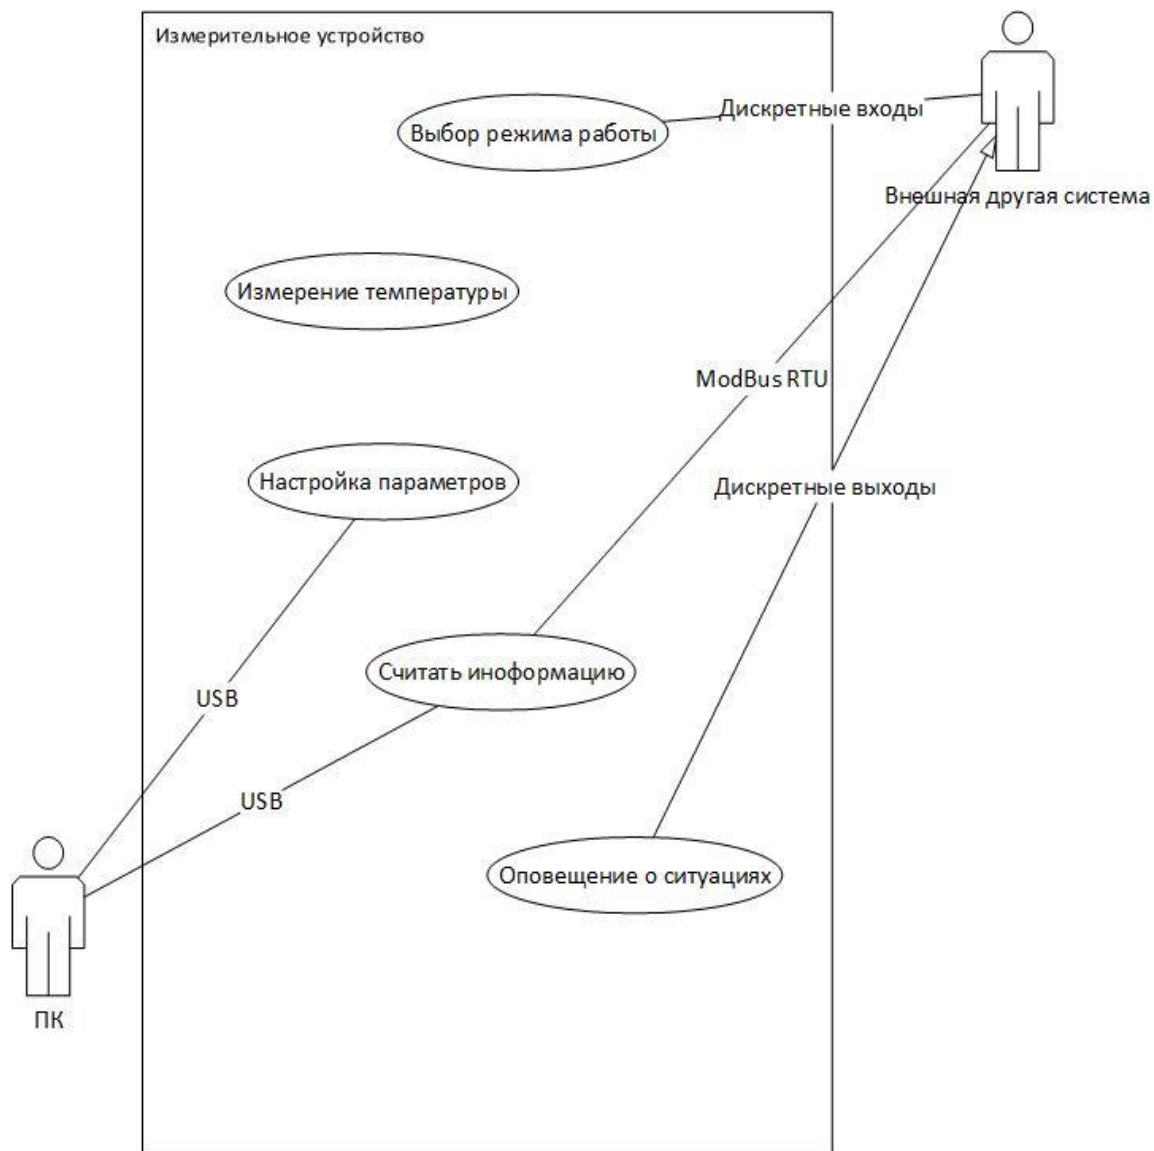 Измерительное устройство
Дискретные входы
Выбор режима работы
Внешная другая система
Измерение температуры
ModBus RTU
Настройка параметров
Дискретные выходы
Считать иноформацию
USB
USB
Оповещение о ситуациях
ПК